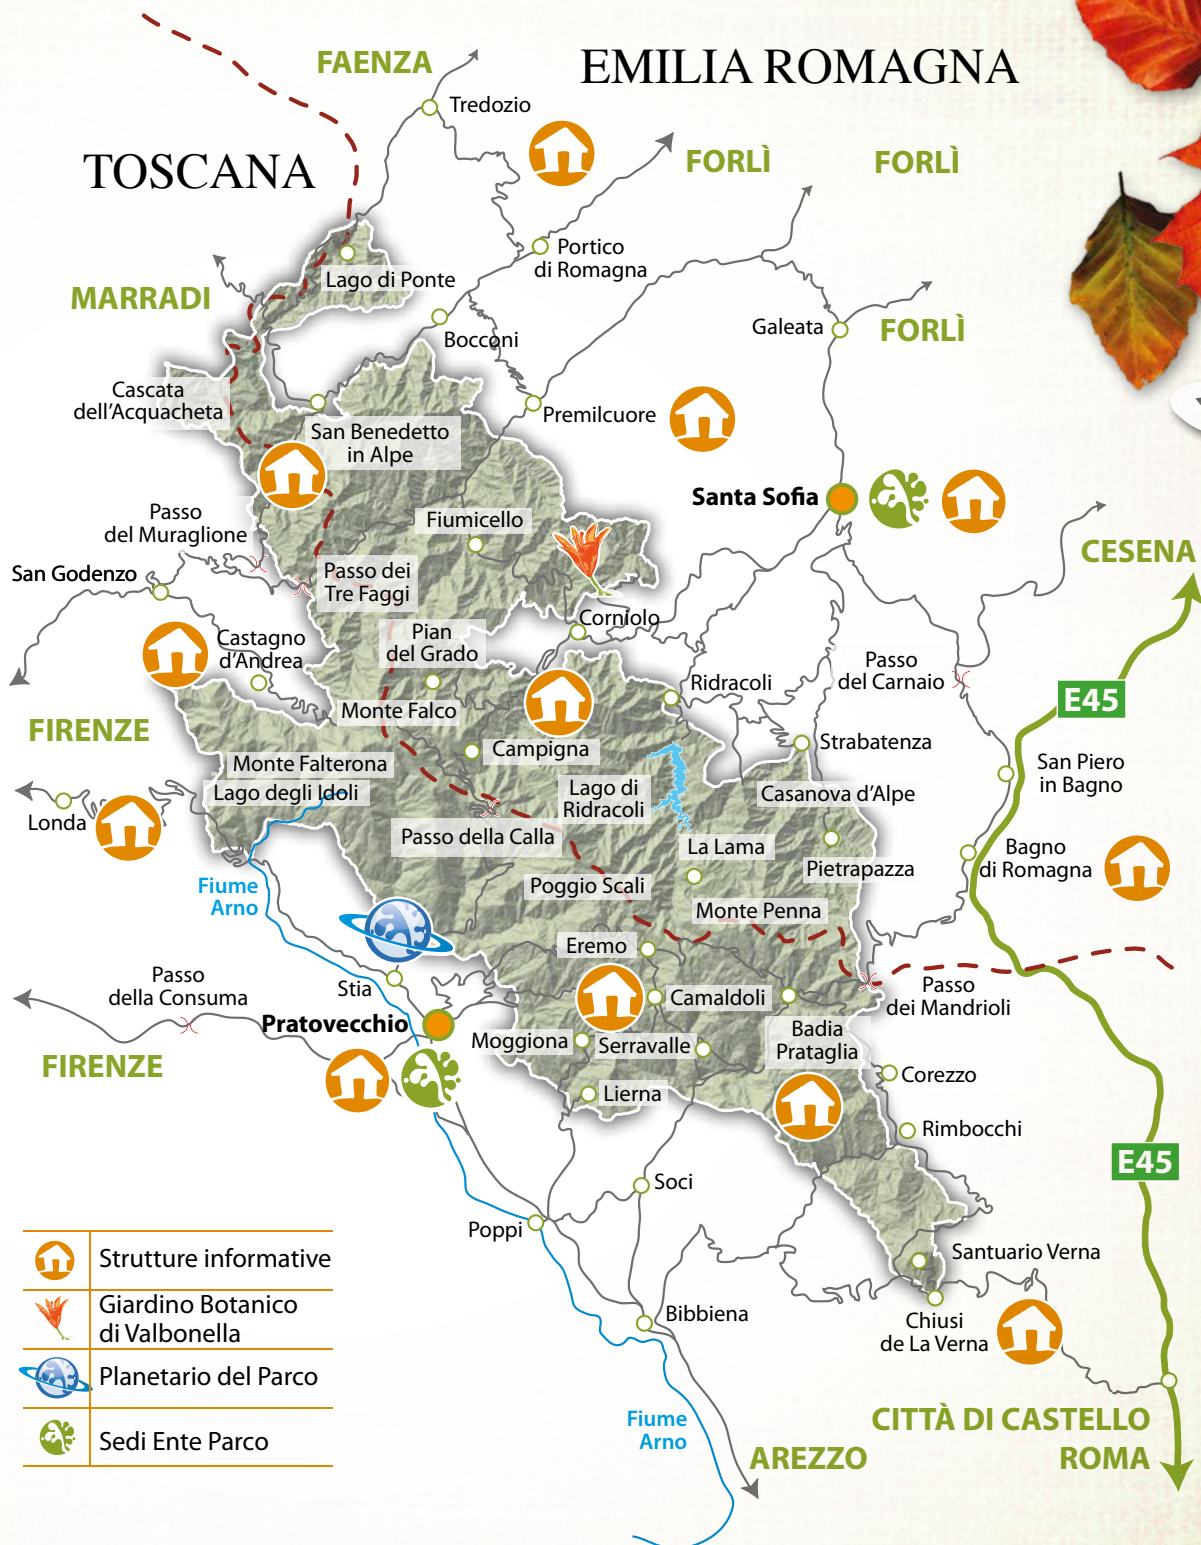 EMILIA ROMAGNA
FAENZA
Tredozio
TOSCANA
FORLÌ
FORLÌ
Portico
di Romagna
Lago di Ponte
MARRADI
Bocconi
Galeata
FORLÌ
Cascata
dell'Acquacheta
San Benedetto
in Alpe
Premilcuore
Santa Sofia
Passo
del Muraglione
Fiumicello
CESENA
San Godenzo
Passo dei
Tre Faggi
Corniolo
Castagno
d'Andrea
Pian
del Grado
Passo
del Carnaio
Ridracoli
E45
FIRENZE
Monte Falco
Campigna
Strabatenza
Monte Falterona
San Piero
in Bagno
Lago degli Idoli
Lago di
Ridracoli
Casanova d'Alpe
Londa
Passo della Calla
La Lama
Pietrapazza
Bagno
di Romagna
Fiume
Arno
Poggio Scali
Monte Penna
Eremo
Passo
della Consuma
Stia
Camaldoli
Passo
dei Mandrioli
Pratovecchio
Moggiona
Serravalle
Badia
Prataglia
FIRENZE
Lierna
Corezzo
Rimbocchi
E45
Soci
Poppi
Santuario Verna
Bibbiena
Chiusi
de La Verna
Strutture informative
Giardino Botanico
di Valbonella
Planetario del Parco
Sedi Ente Parco
Fiume
Arno
AREZZO
CITTÀ DI CASTELLO
ROMA